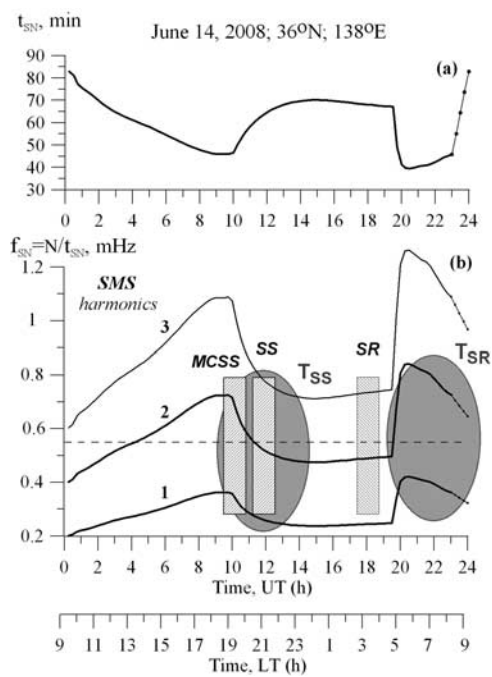 t_SN, min
June 14, 2008; 36°N; 138°E
90
80
70
60
50
40
30
(a)
0 2 4 6 8 10 12 14 16 18 20 22 24
f_SN=N/t_SN, mHz
(b)
1.2
1
0.8
0.6
0.4
0.2
SMS
harmonics
3
2
1
MCSS
SS
T_SS
SR
T_SR
0 2 4 6 8 10 12 14 16 18 20 22 24
Time, UT (h)
9 11 13 15 17 19 21 23 1 3 5 7 9
Time, LT (h)